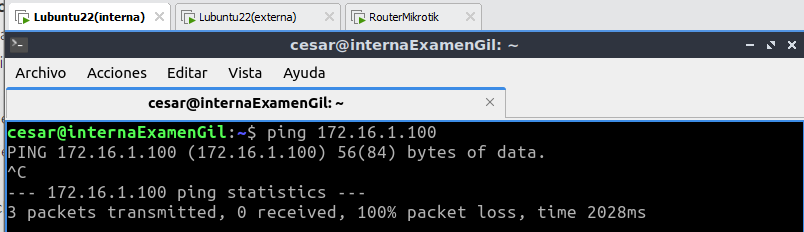 Lubuntu22(interna) × Lubuntu22(externa) × RouterMikrotik ×
cesar@internaExamenGil: ~
Archivo Acciones Editar Vista Ayuda
cesar@internaExamenGil: ~ ×
cesar@internaExamenGil:~$ ping 172.16.1.100
PING 172.16.1.100 (172.16.1.100) 56(84) bytes of data.
^C
--- 172.16.1.100 ping statistics ---
3 packets transmitted, 0 received, 100% packet loss, time 2028ms